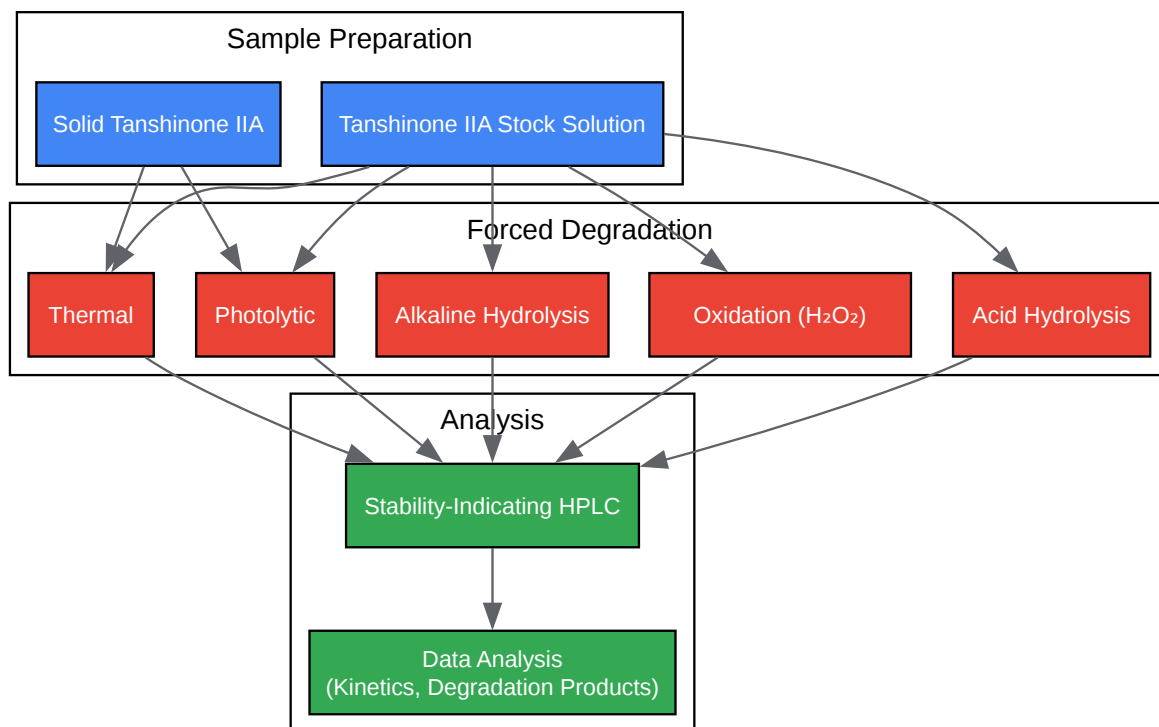 Sample Preparation
Solid Tanshinone IIA
Tanshinone IIA Stock Solution
Forced Degradation
Thermal
Photolytic
Alkaline Hydrolysis
Oxidation (H₂O₂)
Acid Hydrolysis
Analysis
Stability-Indicating HPLC
Data Analysis
(Kinetics, Degradation Products)